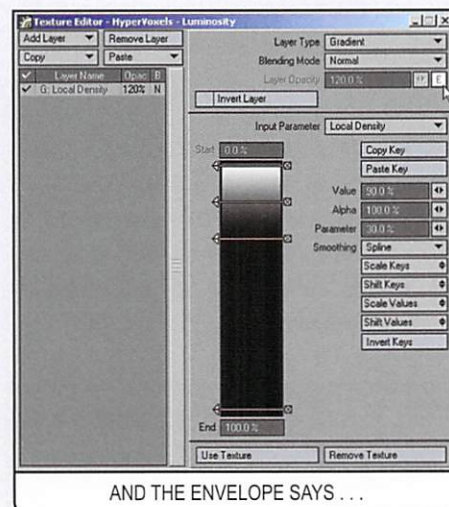 Texture Editor - HyperVoxels - Luminosity
Add Layer Remove Layer
Copy Paste
Layer Name Opac B
G: Local Density 120% N
Layer Type Gradient
Blending Mode Normal
Layer Opacity 120.0 % E
Invert Layer
Input Parameter Local Density
Start 0.0 %
Copy Key
Paste Key
Value 90.0 %
Alpha 100.0 %
Parameter 30.0 %
Smoothing Spline
Scale Keys
Shift Keys
Scale Values
Shift Values
Invert Keys
End 100.0 %
Use Texture Remove Texture
AND THE ENVELOPE SAYS . . .